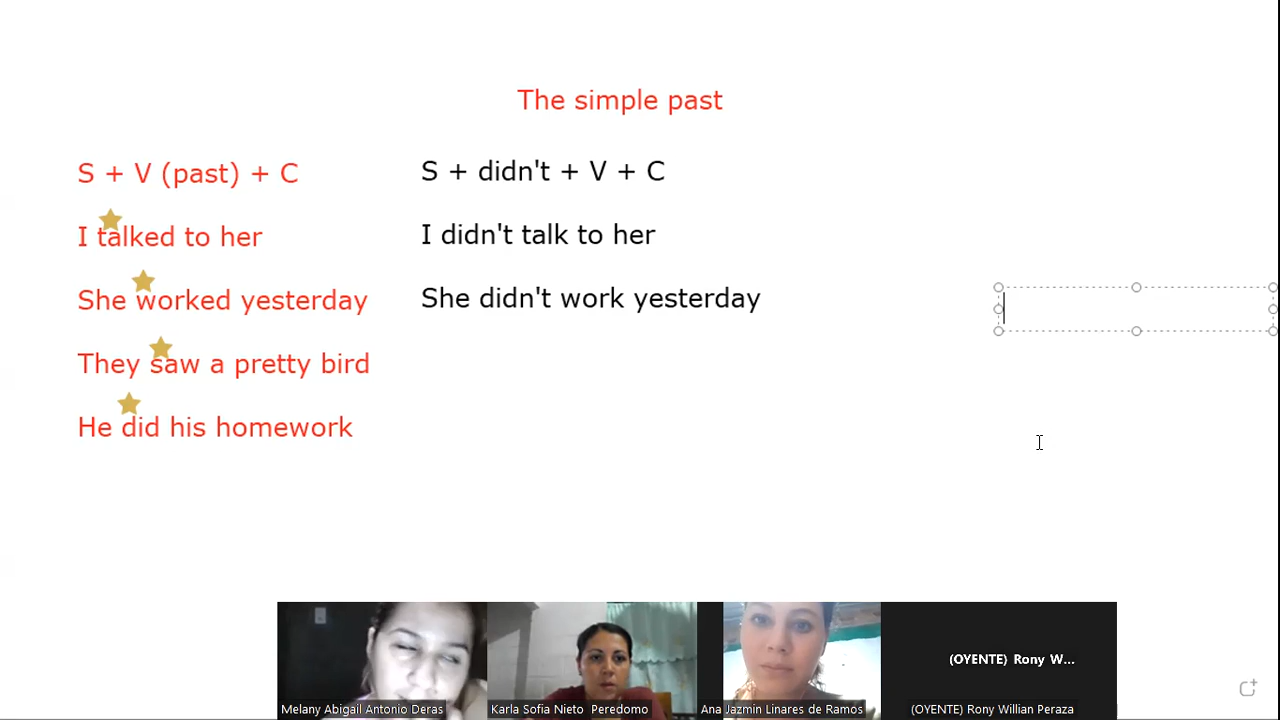 The simple past
S + V (past) + C
I talked to her
She worked yesterday
They saw a pretty bird
He did his homework
S + didn't + V + C
I didn't talk to her
She didn't work yesterday
(OYENTE) Rony W...
Melany Abigail Antonio Deras
Karla Sofia Nieto Peredomo
Ana Jazmin Linares de Ramos
(OYENTE) Rony Willian Peraza